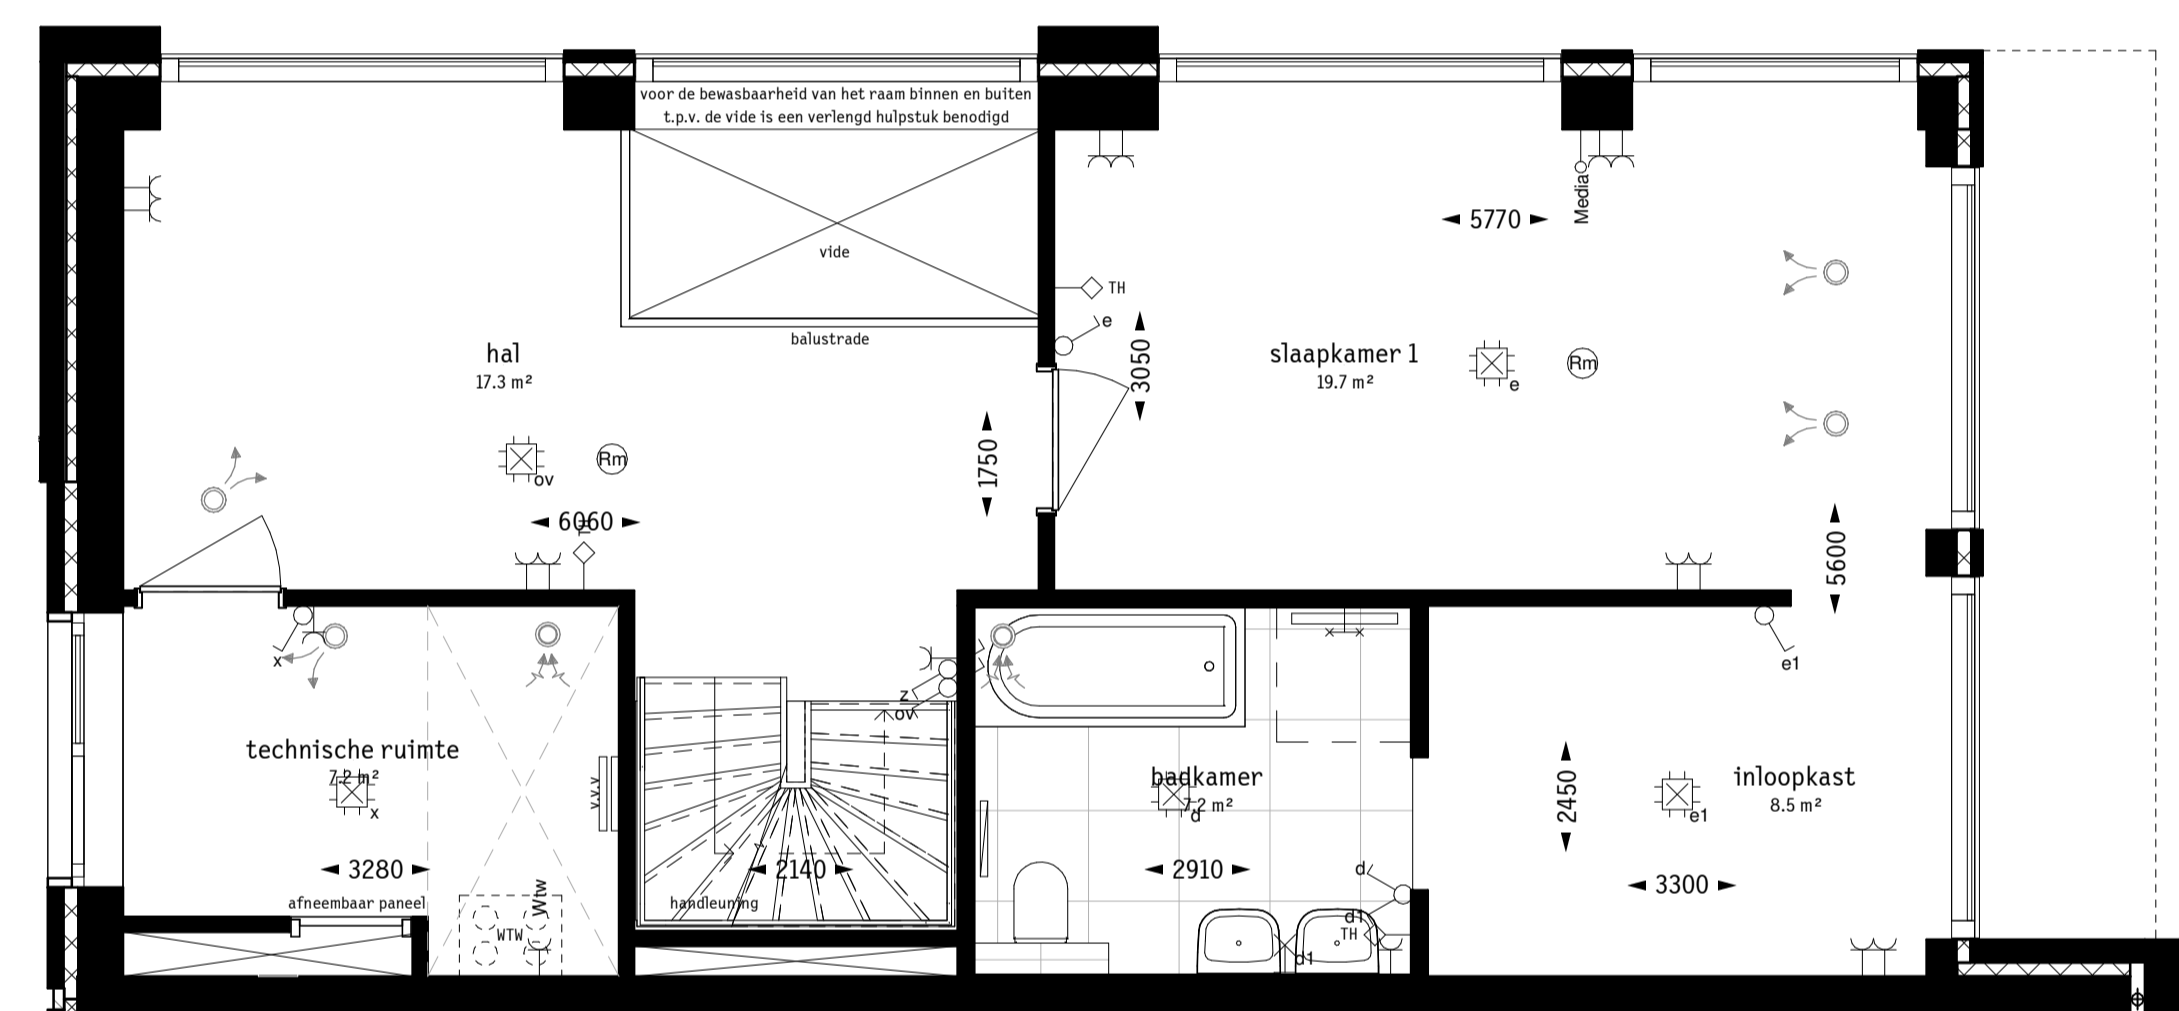 voor de bewasbaarheid van het raam binnen en buiten
t.p.v. de vide is een verlengd hulpstuk benodigd
vide
balustrade
hal
17.3 m²
ov
Rm
6060
TH
1750
TH
e
3050
slaapkamer 1
19.7 m²
5770
Media
e
Rm
5600
x
technische ruimte
7.2 m²
x
3280
afneembaar paneel
v.v.v
Wtw
WTW
z
ov
2140
handleuning
badkamer
7.2 m²
d
2910
d
d1
TH
d1
e1
2450
inloopkast
8.5 m²
e1
3300